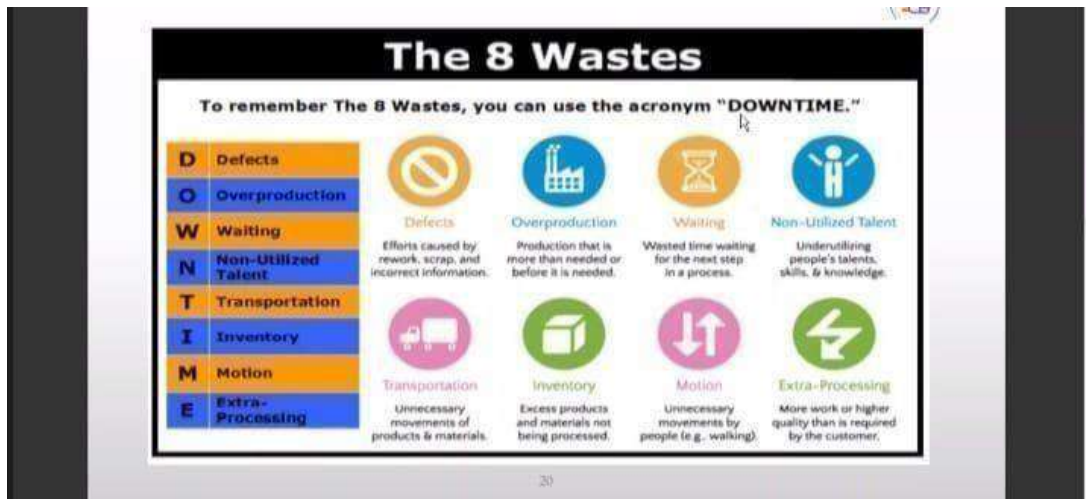 The 8 Wastes
To remember The 8 Wastes, you can use the acronym "DOWNTIME."
D Defects
O Overproduction
W Waiting
N Non-Utilized
Talent
T Transportation
I Inventory
M Motion
E Extra-
Processing
Defects
Efforts caused by
rework, scrap, and
incorrect information.
Overproduction
Production that is
more than needed or
before it is needed.
Waiting
Wasted time waiting
for the next step
in a process.
Non-Utilized Talent
Underutilizing
people's talents,
skills, & knowledge.
Transportation
Unnecessary
movements of
products & materials.
Inventory
Excess products
and materials not
being processed.
Motion
Unnecessary
movements by
people (e.g., walking).
Extra-Processing
More work or higher
quality than is required
by the customer.
20